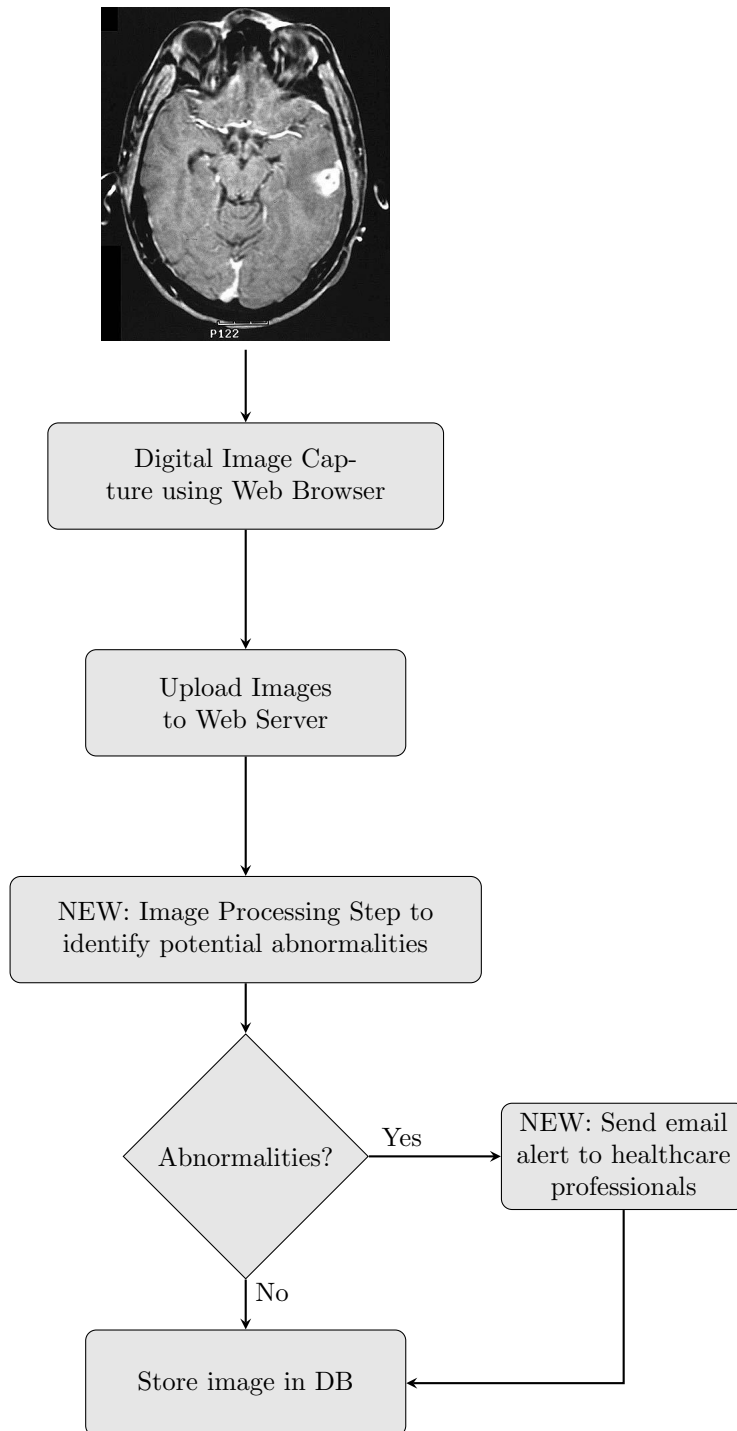 P122
Digital Image Cap-
ture using Web Browser
Upload Images
to Web Server
NEW: Image Processing Step to
identify potential abnormalities
Abnormalities?
Yes
NEW: Send email
alert to healthcare
professionals
No
Store image in DB